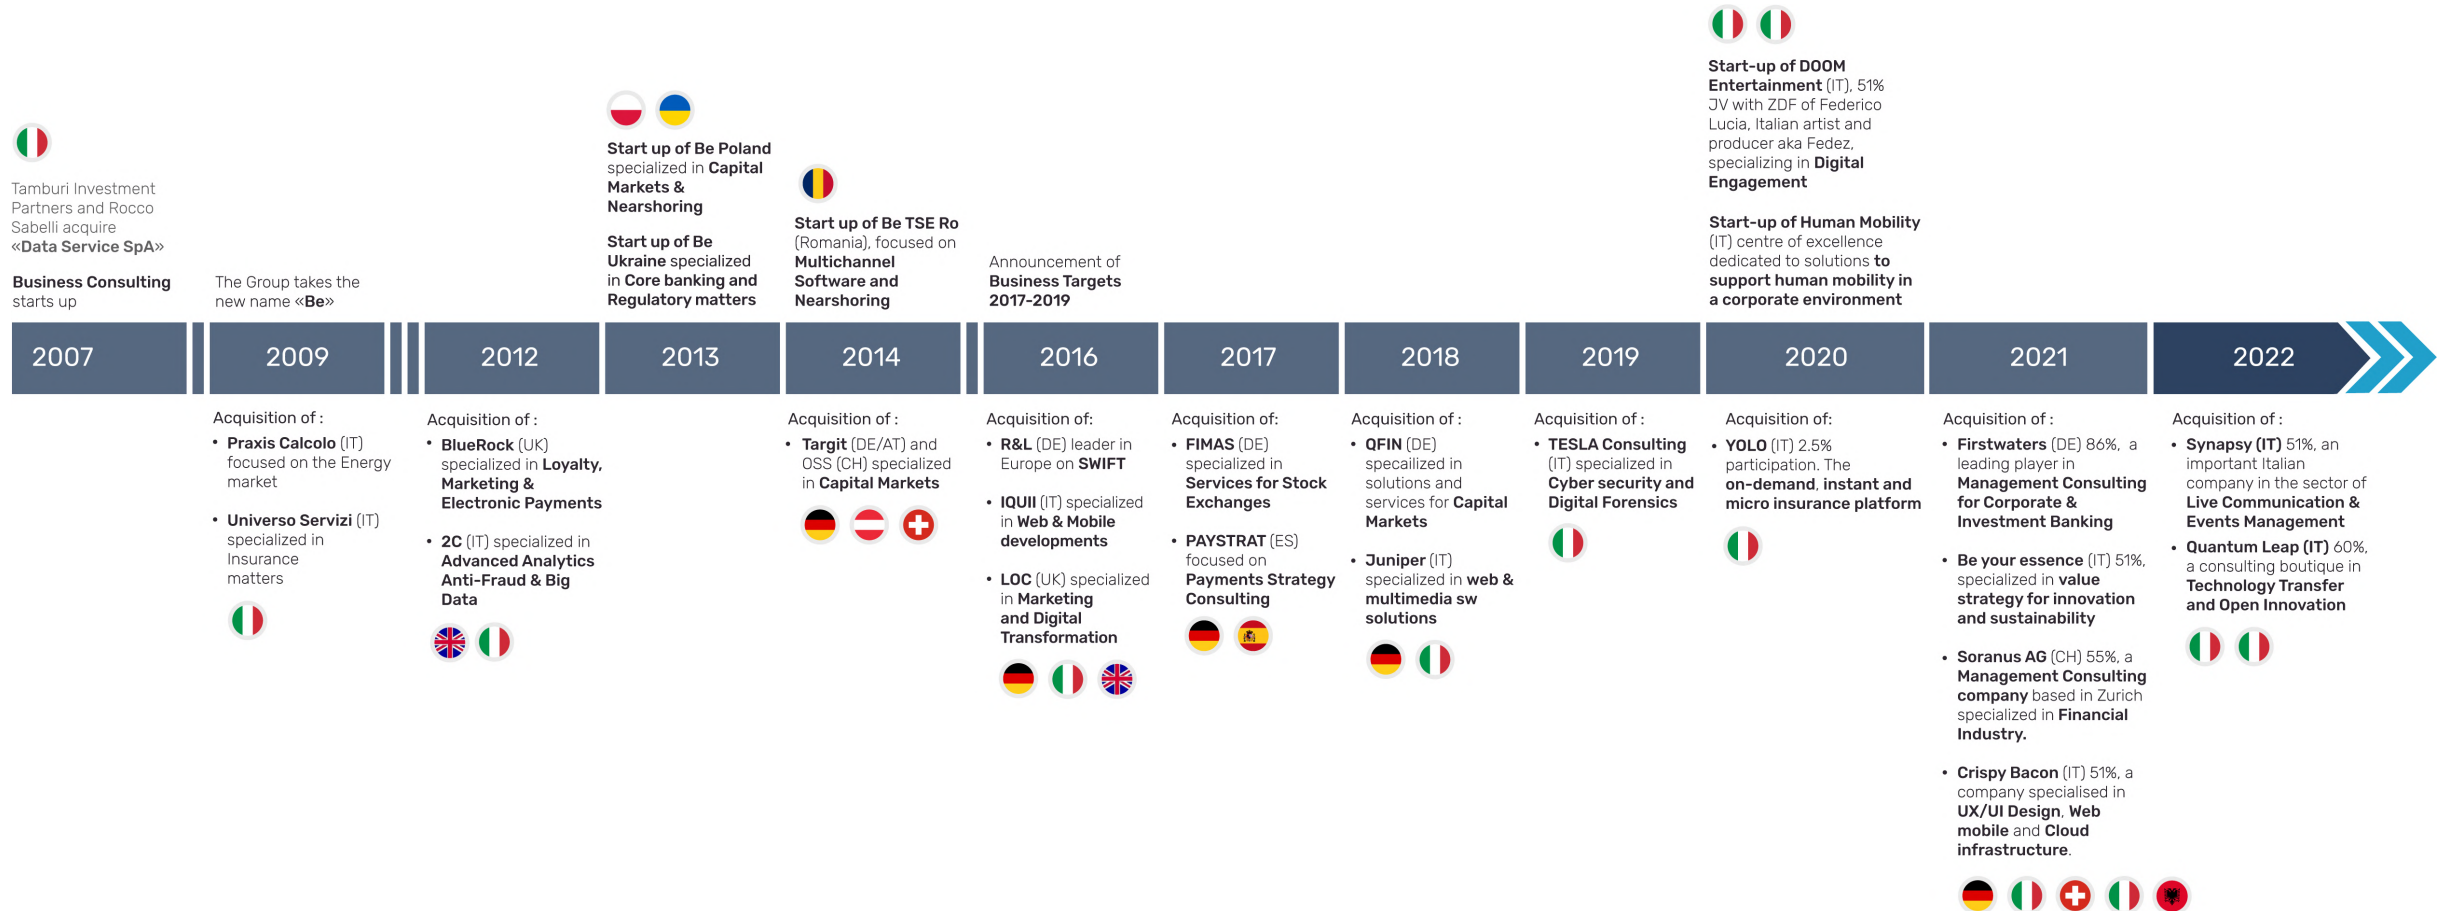 Tamburi Investment
Partners and Rocco
Sabelli acquire
«Data Service SpA»
Business Consulting
starts up
The Group takes the
new name «Be»
Start up of Be Poland
specialized in Capital
Markets &
Nearshoring
Start up of Be
Ukraine specialized
in Core banking and
Regulatory matters
Start up of Be TSE Ro
(Romania), focused on
Multichannel
Software and
Nearshoring
Announcement of
Business Targets
2017-2019
Start-up of DOOM
Entertainment (IT), 51%
JV with ZDF of Federico
Lucia, Italian artist and
producer aka Fedez,
specializing in Digital
Engagement
Start-up of Human Mobility
(IT) centre of excellence
dedicated to solutions to
support human mobility in
a corporate environment
2007
2009
2012
2013
2014
2016
2017
2018
2019
2020
2021
2022
Acquisition of :
• Praxis Calcolo (IT)
focused on the Energy
market
• Universo Servizi (IT)
specialized in
Insurance
matters
Acquisition of :
• BlueRock (UK)
specialized in Loyalty,
Marketing &
Electronic Payments
• 2C (IT) specialized in
Advanced Analytics
Anti-Fraud & Big
Data
Acquisition of :
• Targit (DE/AT) and
OSS (CH) specialized
in Capital Markets
Acquisition of:
• R&L (DE) leader in
Europe on SWIFT
• IQUII (IT) specialized
in Web & Mobile
developments
• LOC (UK) specialized
in Marketing
and Digital
Transformation
Acquisition of:
• FIMAS (DE)
specialized in
Services for Stock
Exchanges
• PAYSTRAT (ES)
focused on
Payments Strategy
Consulting
Acquisition of :
• QFIN (DE)
specailized in
solutions and
services for Capital
Markets
• Juniper (IT)
specialized in web &
multimedia sw
solutions
Acquisition of :
• TESLA Consulting
(IT) specialized in
Cyber security and
Digital Forensics
Acquisition of:
• YOLO (IT) 2.5%
participation. The
on-demand, instant and
micro insurance platform
Acquisition of :
• Firstwaters (DE) 86%, a
leading player in
Management Consulting
for Corporate &
Investment Banking
• Be your essence (IT) 51%,
specialized in value
strategy for innovation
and sustainability
• Soranus AG (CH) 55%, a
Management Consulting
company based in Zurich
specialized in Financial
Industry.
• Crispy Bacon (IT) 51%, a
company specialised in
UX/UI Design, Web
mobile and Cloud
infrastructure.
Acquisition of :
• Synapsy (IT) 51%, an
important Italian
company in the sector of
Live Communication &
Events Management
• Quantum Leap (IT) 60%,
a consulting boutique in
Technology Transfer
and Open Innovation